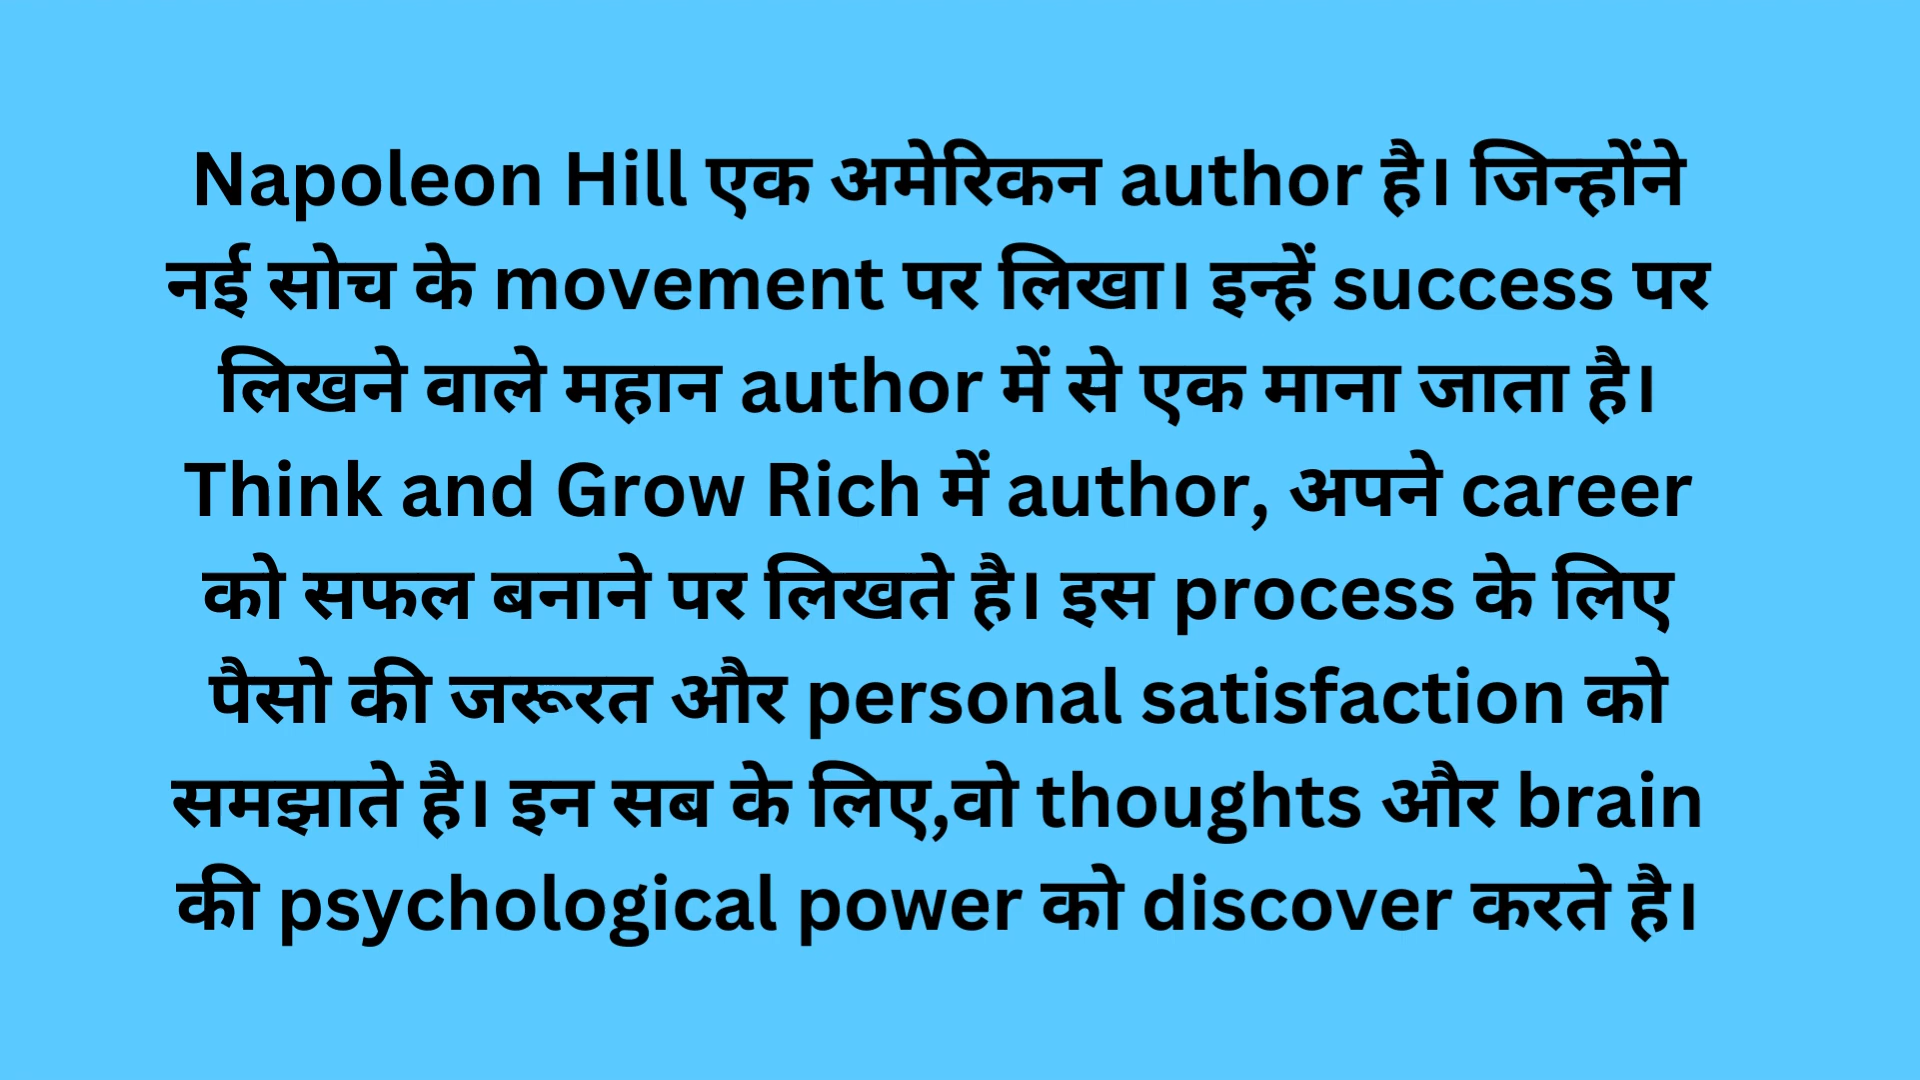 Napoleon Hill एक अमेरिकन author है। जिन्होंने
नई सोच के movement पर लिखा। इन्हें success पर
लिखने वाले महान author में से एक माना जाता है।
Think and Grow Rich में author, अपने career
को सफल बनाने पर लिखते है। इस process के लिए
पैसो की जरूरत और personal satisfaction को
समझाते है। इन सब के लिए,वो thoughts और brain
की psychological power को discover करते है।